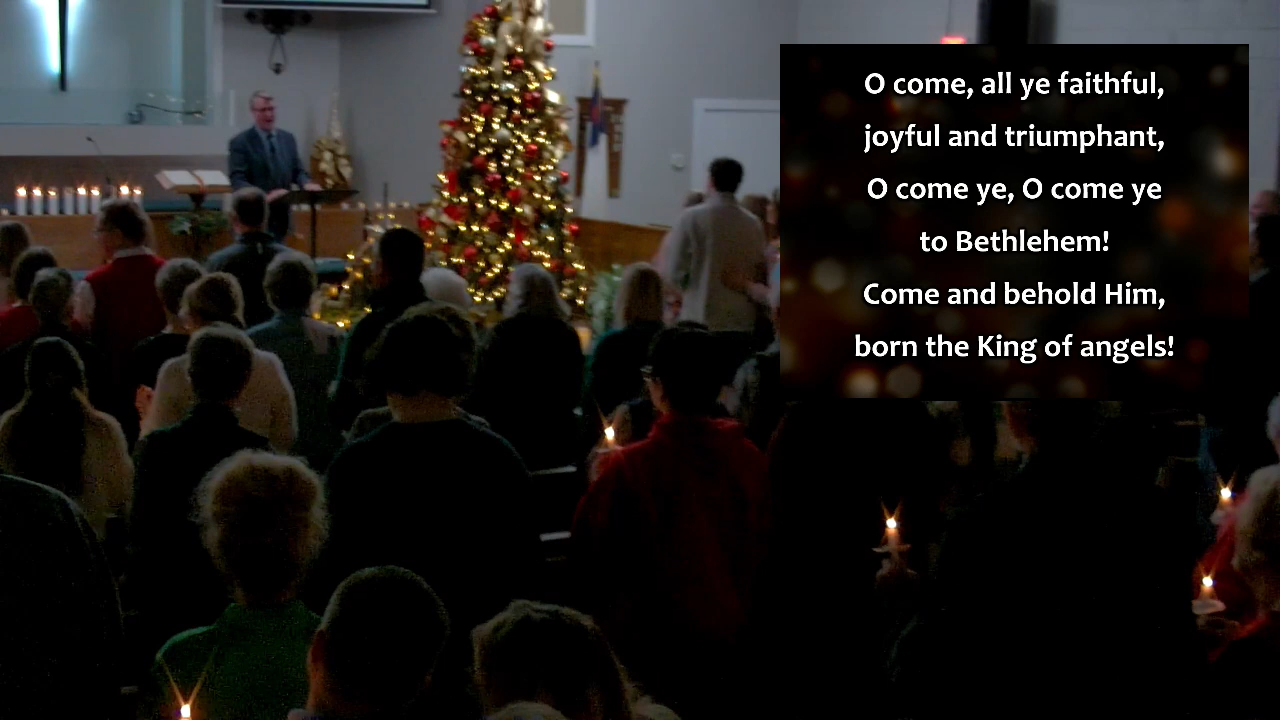 O come, all ye faithful,
joyful and triumphant,
O come ye, O come ye
to Bethlehem!
Come and behold Him,
born the King of angels!